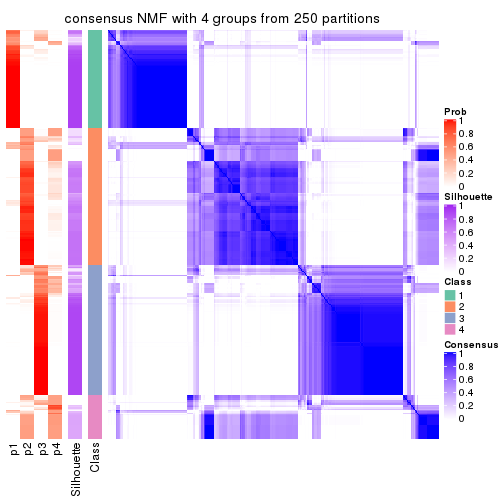 consensus NMF with 4 groups from 250 partitions
Prob
1
0.8
0.6
0.4
0.2
0
Silhouette
1
0.8
0.6
0.4
0.2
0
Class
1
2
3
4
Consensus
1
0.8
0.6
0.4
0.2
0
p1
p2
p3
p4
Silhouette
Class